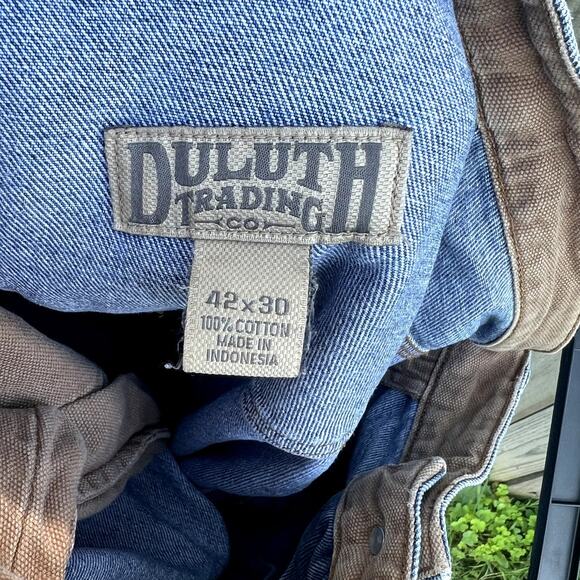 DULUTH
TRADING
CO
42x30
100% COTTON
MADE IN
INDONESIA